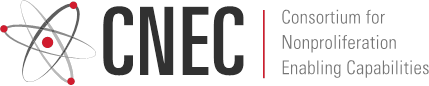 CNEC
Consortium for
Nonproliferation
Enabling Capabilities